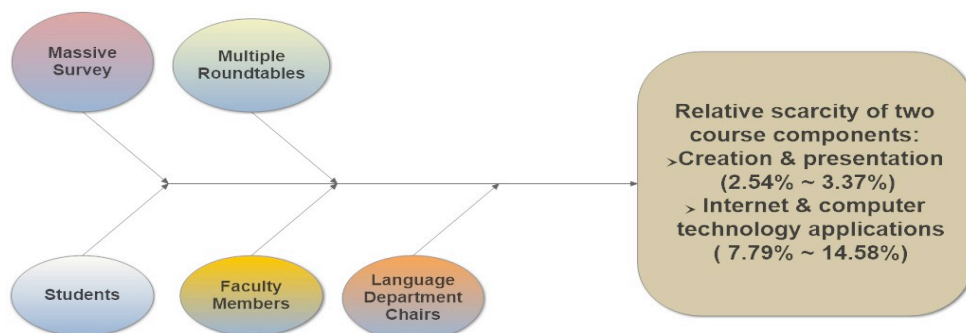 Massive
Survey
Multiple
Roundtables
Relative scarcity of two
course components:
➢Creation & presentation
(2.54% ~ 3.37%)
➢ Internet & computer
technology applications
( 7.79% ~ 14.58%)
Students
Faculty
Members
Language
Department
Chairs